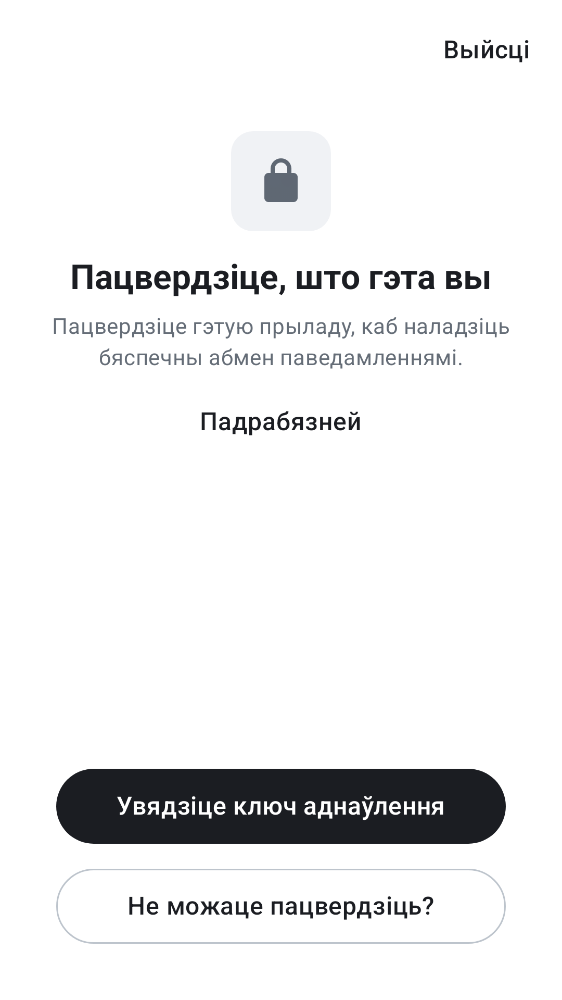 Выйсці
Пацвердзіце, што гэта вы
Пацвердзіце гэтую прыладу, каб наладзіць
бяспечны абмен паведамленнямі.
Падрабязней
Увядзіце ключ аднаўлення
Не можаце пацвердзіць?